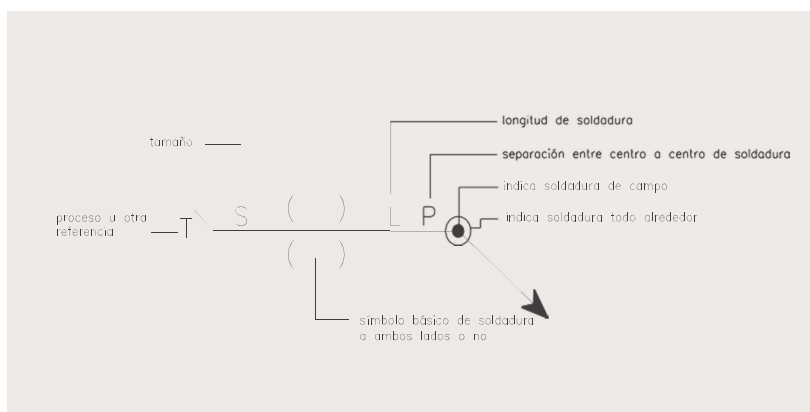 longitud de soldadura
tamaño
separación entre centro a centro de soldadura
indica soldadura de campo
proceso u otra
referencia
T
S
( )
L
P
indica soldadura todo alrededor
( )
símbolo básico de soldadura
a ambos lados o no